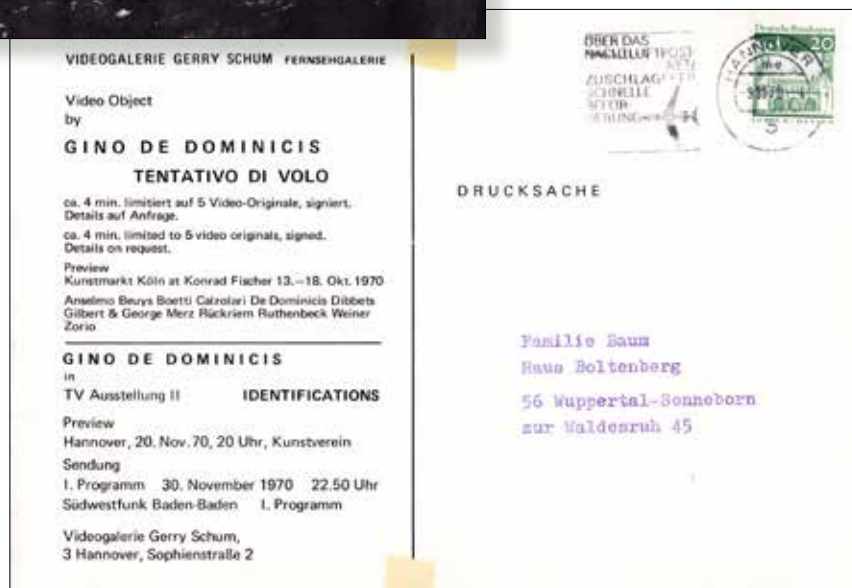 VIDEOGALERIE GERRY SCHUM FERNSEHGALERIE
Video Object
by
GINO DE DOMINICIS
TENTATIVO DI VOLO
ca. 4 min. limitiert auf 5 Video-Originale, signiert.
Details auf Anfrage.
ca. 4 min. limited to 5 video originals, signed.
Details on request.
Preview
Kunstmarkt Köln at Konrad Fischer 13.–18. Okt. 1970
Anselmo Beuys Boetti Calzolari De Dominicis Dibbets
Gilbert & George Merz Rückriem Ruthenbeck Weiner
Zorio
GINO DE DOMINICIS
in
TV Ausstellung II IDENTIFICATIONS
Preview
Hannover, 20. Nov. 70, 20 Uhr, Kunstverein
Sendung
I. Programm 30. November 1970 22.50 Uhr
Südwestfunk Baden-Baden I. Programm
Videogalerie Gerry Schum,
3 Hannover, Sophienstraße 2
ÜBER DAS
ZUSCHLAG
SCHNELLE
HANNOVER
5
20
DRUCKSACHE
Familie Baum
Haus Boltenberg
56 Wuppertal-Sonneborn
zur Waldesruh 45